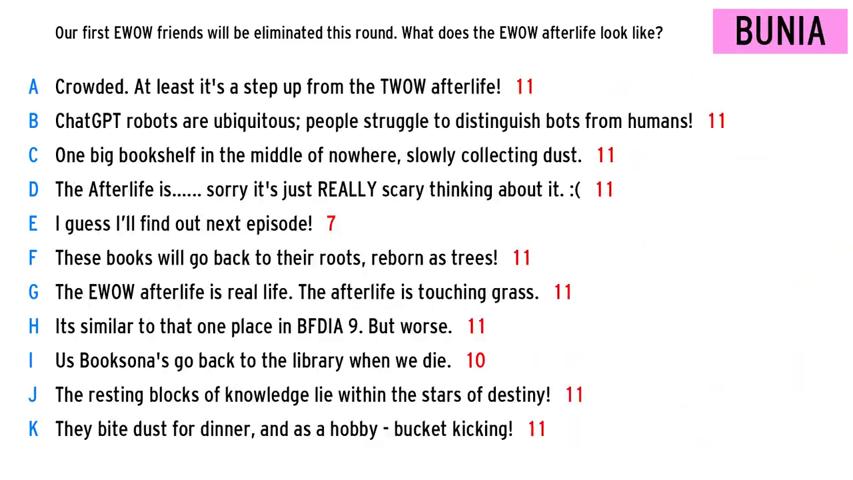 Our first EWOW friends will be eliminated this round. What does the EWOW afterlife look like?
BUNIA
A Crowded. At least it's a step up from the TWOW afterlife! 11
B ChatGPT robots are ubiquitous; people struggle to distinguish bots from humans! 11
C One big bookshelf in the middle of nowhere, slowly collecting dust. 11
D The Afterlife is...... sorry it's just REALLY scary thinking about it. :( 11
E I guess I'll find out next episode! 7
F These books will go back to their roots, reborn as trees! 11
G The EWOW afterlife is real life. The afterlife is touching grass. 11
H Its similar to that one place in BFDIA 9. But worse. 11
I Us Booksona's go back to the library when we die. 10
J The resting blocks of knowledge lie within the stars of destiny! 11
K They bite dust for dinner, and as a hobby - bucket kicking! 11